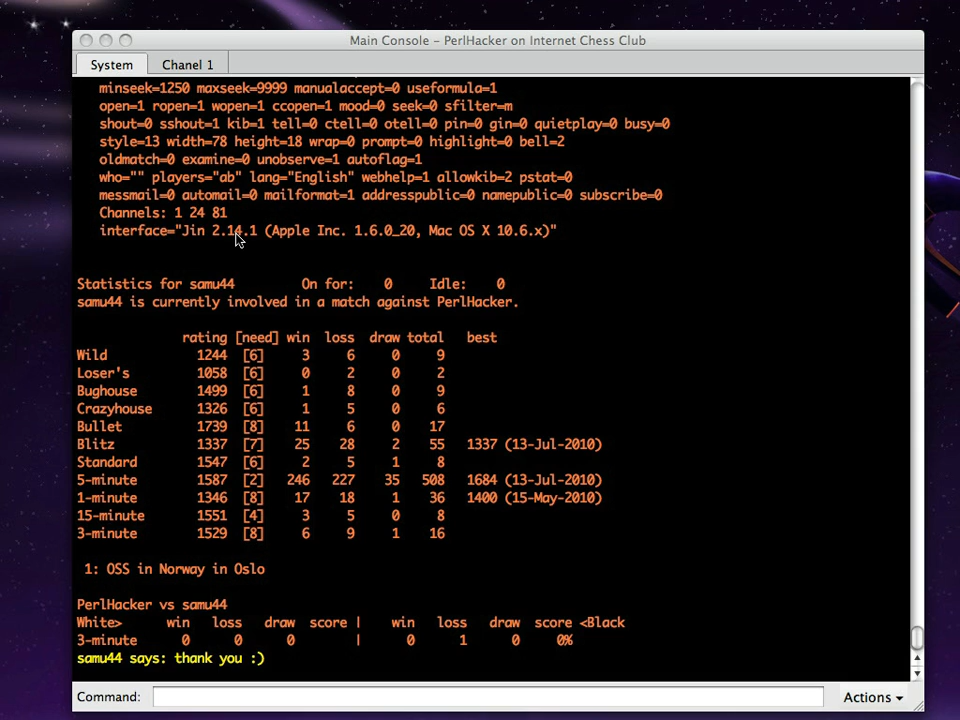 Main Console – PerlHacker on Internet Chess Club
System Chanel 1
minseek=1250 maxseek=9999 manualaccept=0 useformula=1
open=1 ropen=1 wopen=1 ccopen=1 mood=0 seek=0 sfilter=m
shout=0 sshout=1 kib=1 tell=0 ctell=0 otell=0 pin=0 gin=0 quietplay=0 busy=0
style=13 width=78 height=18 wrap=0 prompt=0 highlight=0 bell=2
oldmatch=0 examine=0 unobserve=1 autoflag=1
who="" players="ab" lang="English" webhelp=1 allowkib=2 pstat=0
messmail=0 automail=0 mailformat=1 addresspublic=0 namepublic=0 subscribe=0
Channels: 1 24 81
interface="Jin 2.14.1 (Apple Inc. 1.6.0_20, Mac OS X 10.6.x)"
Statistics for samu44 On for: 0 Idle: 0
samu44 is currently involved in a match against PerlHacker.
rating [need] win loss draw total best
Wild 1244 [6] 3 6 0 9
Loser's 1058 [6] 0 2 0 2
Bughouse 1499 [6] 1 8 0 9
Crazyhouse 1326 [6] 1 5 0 6
Bullet 1739 [8] 11 6 0 17
Blitz 1337 [7] 25 28 2 55 1337 (13-Jul-2010)
Standard 1547 [6] 2 5 1 8
5-minute 1587 [2] 246 227 35 508 1684 (13-Jul-2010)
1-minute 1346 [8] 17 18 1 36 1400 (15-May-2010)
15-minute 1551 [4] 3 5 0 8
3-minute 1529 [8] 6 9 1 16
1: OSS in Norway in Oslo
PerlHacker vs samu44
White> win loss draw score | win loss draw score <Black
3-minute 0 0 0 | 0 1 0 0%
samu44 says: thank you :)
Command: Actions